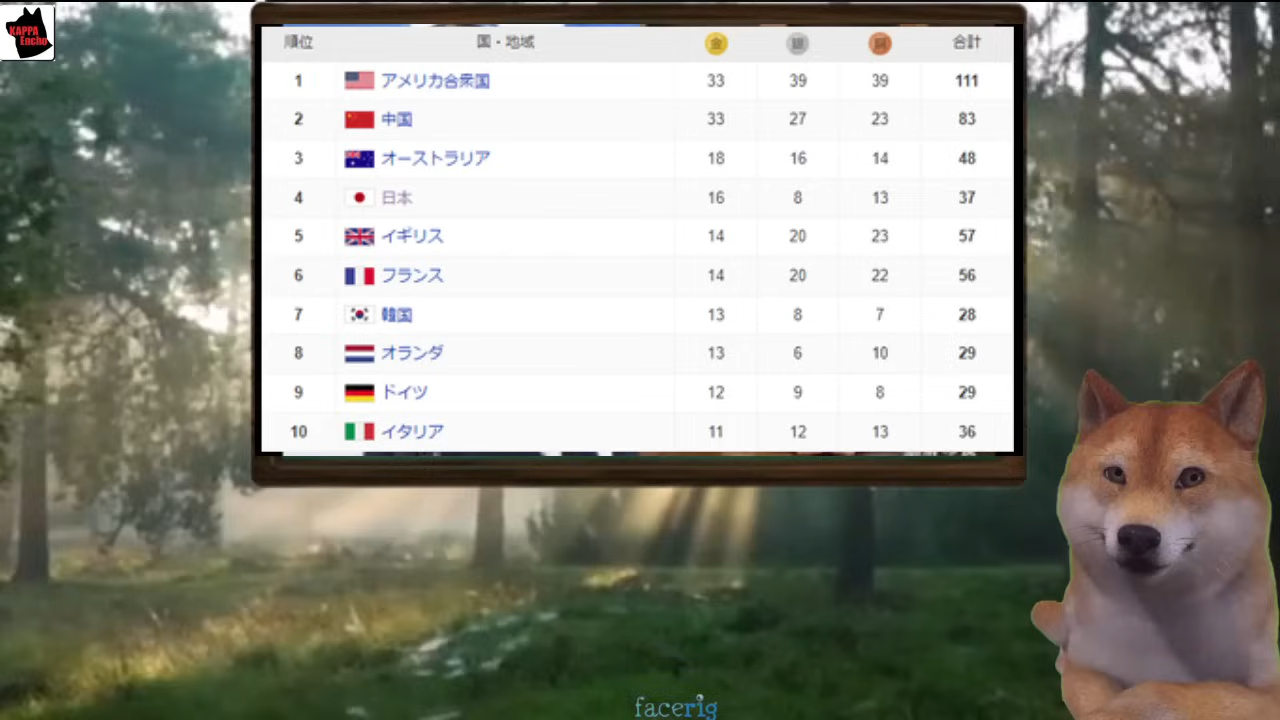 KAPPA
Encho
順位 国・地域 金 銀 銅 合計
1 アメリカ合衆国 33 39 39 111
2 中国 33 27 23 83
3 オーストラリア 18 16 14 48
4 日本 16 8 13 37
5 イギリス 14 20 23 57
6 フランス 14 20 22 56
7 韓国 13 8 7 28
8 オランダ 13 6 10 29
9 ドイツ 12 9 8 29
10 イタリア 11 12 13 36
facerig